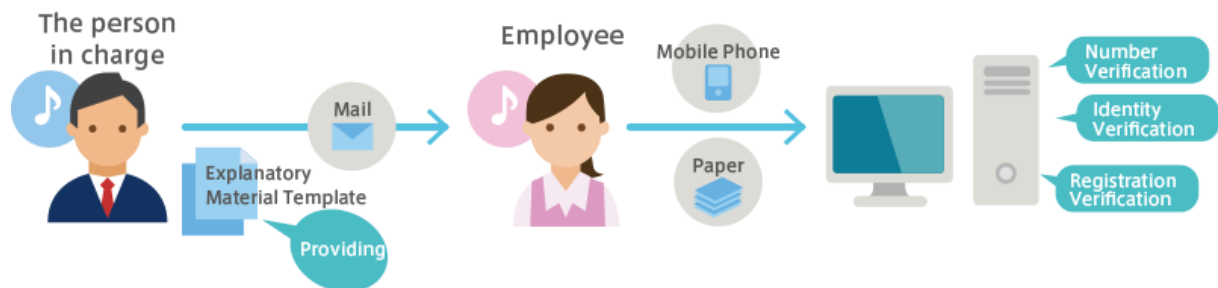 The person
in charge
Mail
Explanatory
Material Template
Providing
Employee
Mobile Phone
Paper
Number
Verification
Identity
Verification
Registration
Verification